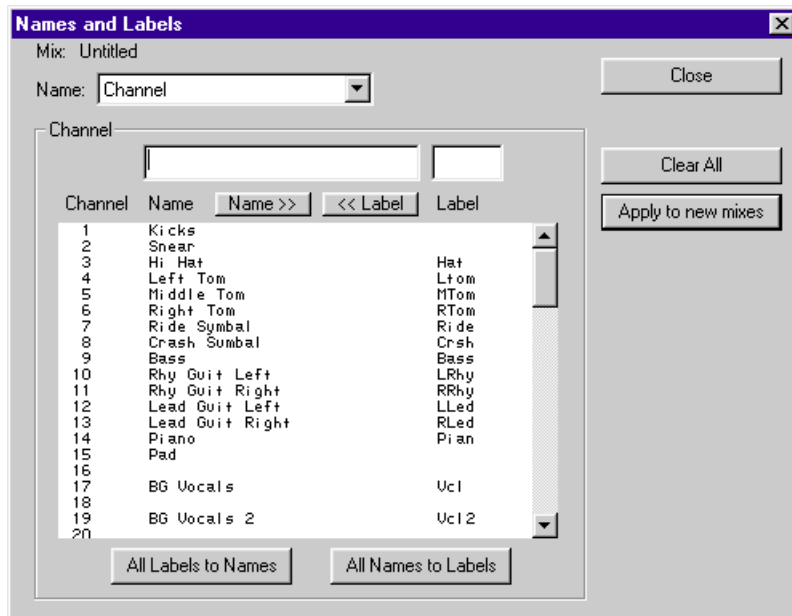 Names and Labels
Mix: Untitled
Name: Channel
Close
Channel
Clear All
Channel Name Name >> << Label Label
Apply to new mixes
1 Kicks
2 Snear
3 Hi Hat Hat
4 Left Tom Ltom
5 Middle Tom MTom
6 Right Tom RTom
7 Ride Symbal Ride
8 Crash Sumbal Crsh
9 Bass Bass
10 Rhy Guit Left LRhy
11 Rhy Guit Right RRhy
12 Lead Guit Left LLed
13 Lead Guit Right RLed
14 Piano Pian
15 Pad
16
17 BG Vocals Vcl
18
19 BG Vocals 2 Vcl2
20
All Labels to Names All Names to Labels